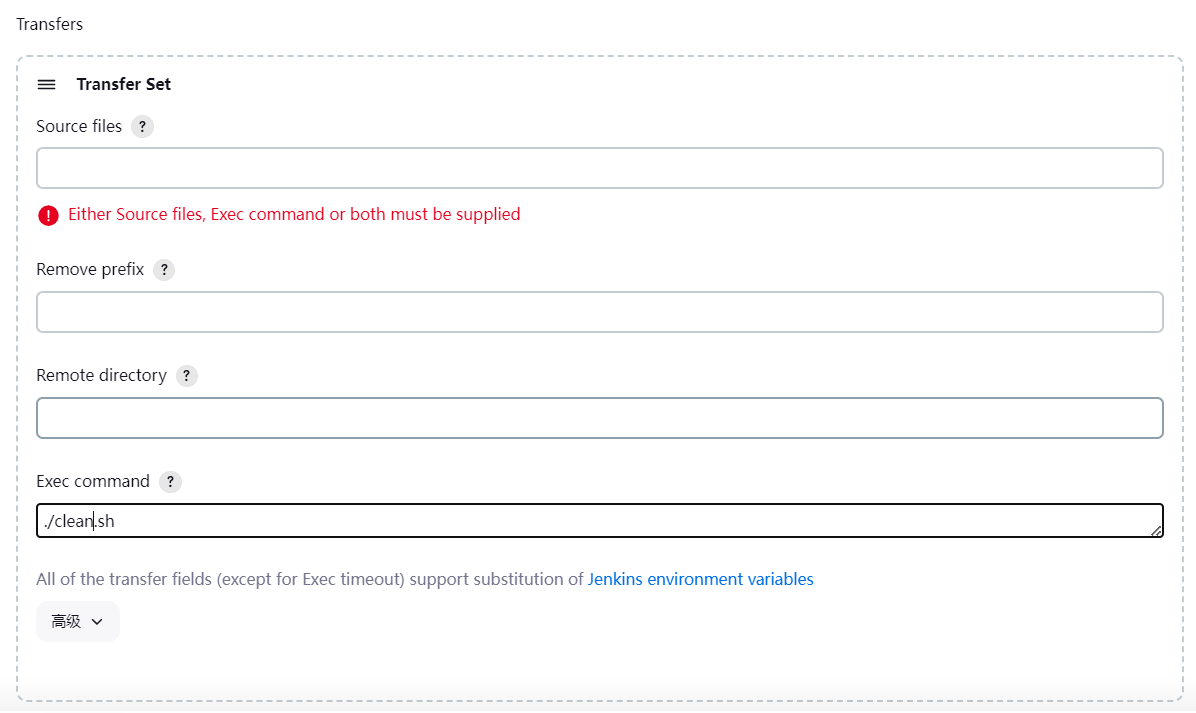 Transfers
Transfer Set
Source files ?
Either Source files, Exec command or both must be supplied
Remove prefix ?
Remote directory ?
Exec command ?
./clean.sh
All of the transfer fields (except for Exec timeout) support substitution of Jenkins environment variables
高级